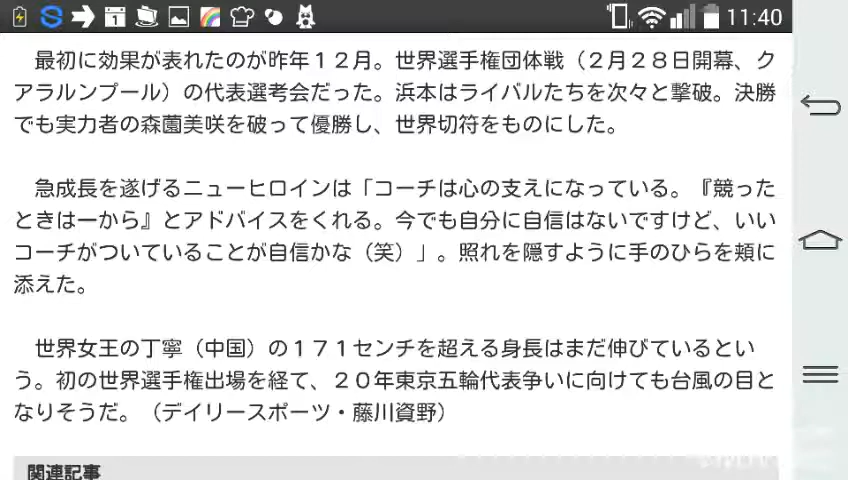 11:40
最初に効果が表れたのが昨年１２月。世界選手権団体戦（２月２８日開幕、ク
アラルンプール）の代表選考会だった。浜本はライバルたちを次々と撃破。決勝
でも実力者の森薗美咲を破って優勝し、世界切符をものにした。
急成長を遂げるニューヒロインは「コーチは心の支えになっている。『競った
ときは一から』とアドバイスをくれる。今でも自分に自信はないですけど、いい
コーチがついていることが自信かな（笑）」。照れを隠すように手のひらを頬に
添えた。
世界女王の丁寧（中国）の１７１センチを超える身長はまだ伸びているとい
う。初の世界選手権出場を経て、２０年東京五輪代表争いに向けても台風の目と
なりそうだ。（デイリースポーツ・藤川資野）
関連記事